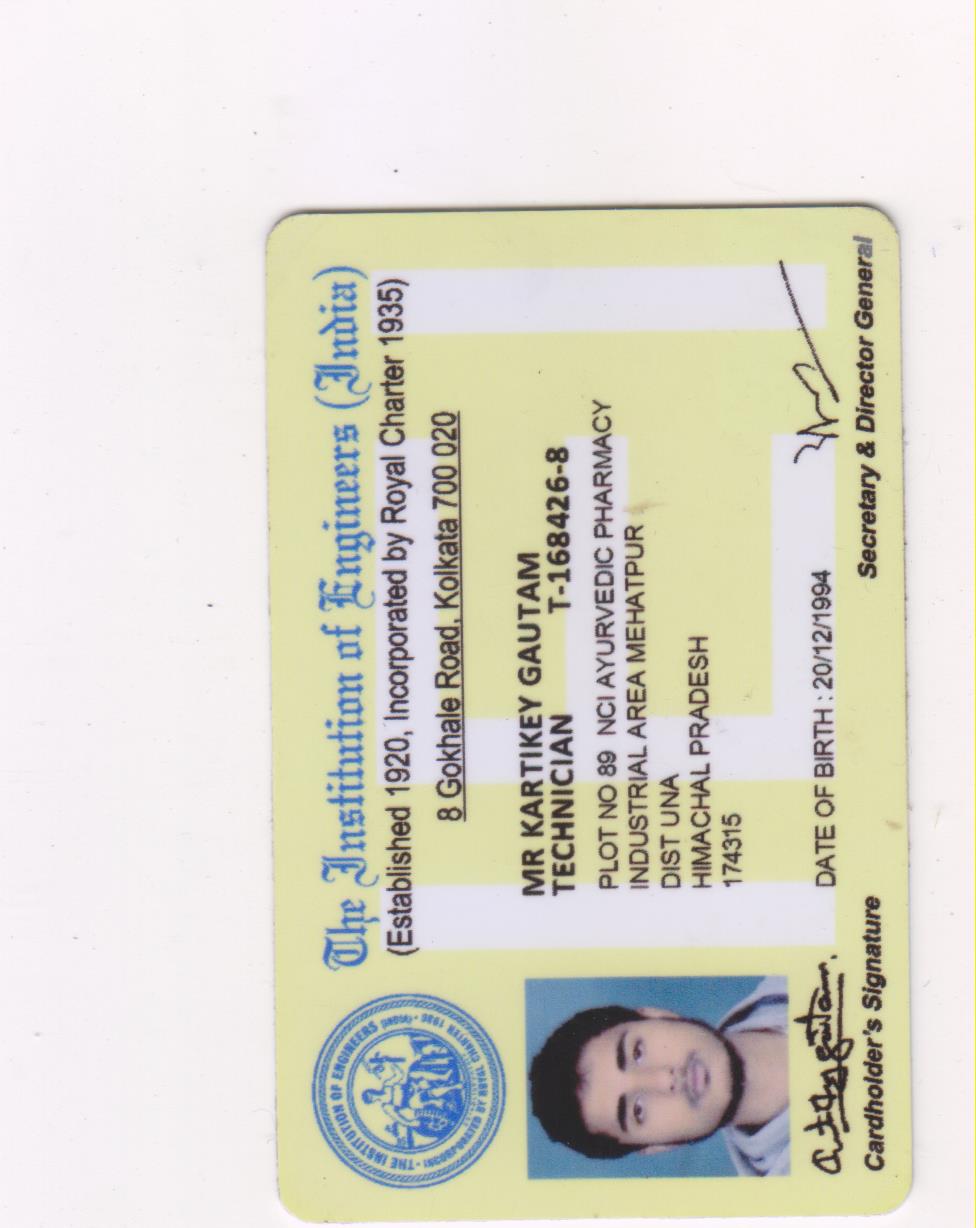 The Institution of Engineers (India)
(Established 1920, Incorporated by Royal Charter 1935)
8 Gokhale Road, Kolkata 700 020
THE INSTITUTION OF ENGINEERS (INDIA)
INCORPORATED BY ROYAL CHARTER
MR KARTIKEY GAUTAM
TECHNICIAN T-168426-8
PLOT NO 89 NCI AYURVEDIC PHARMACY
INDUSTRIAL AREA MEHATPUR
DIST UNA
HIMACHAL PRADESH
174315
DATE OF BIRTH : 20/12/1994
Cardholder's Signature
Secretary & Director General